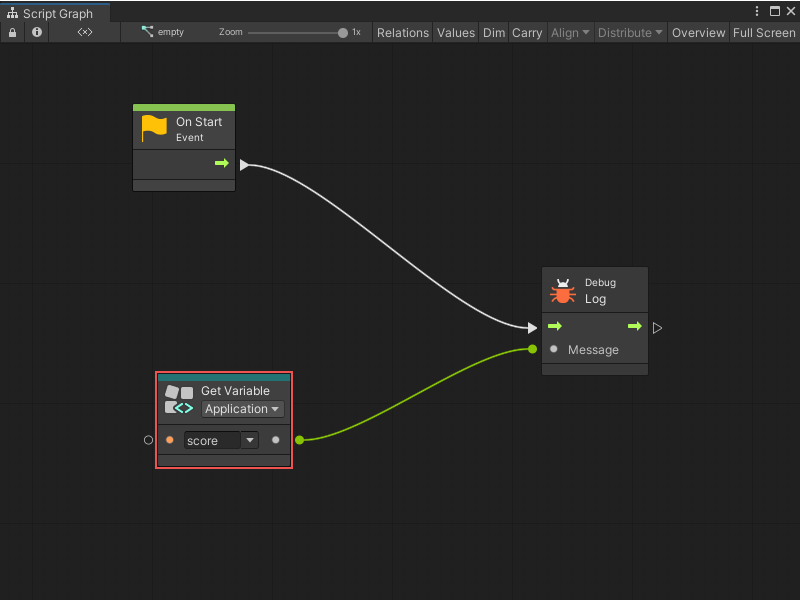 Script Graph
empty Zoom 1x Relations Values Dim Carry Align Distribute Overview Full Screen
On Start
Event
Debug
Log
Message
Get Variable
Application
score